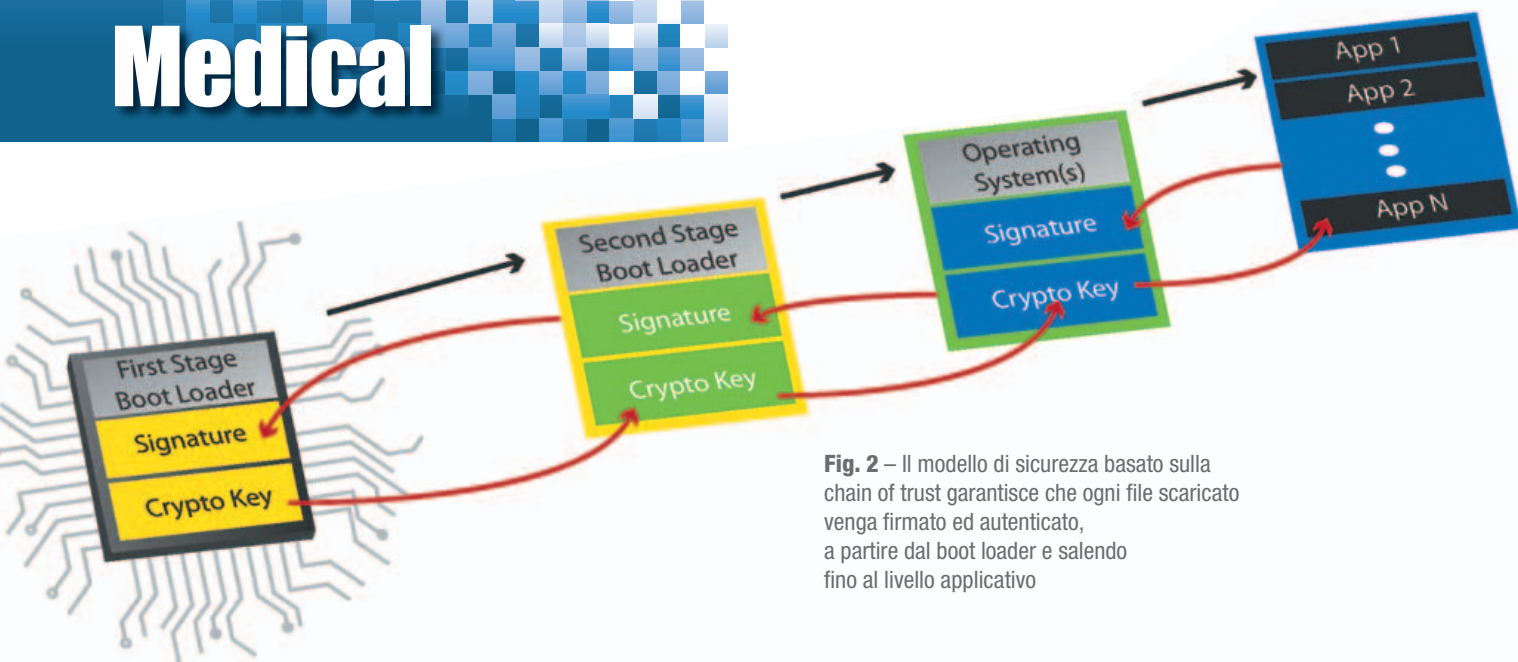 Medical
First Stage
Boot Loader
Signature
Crypto Key
Second Stage
Boot Loader
Signature
Crypto Key
Operating
System(s)
Signature
Crypto Key
App 1
App 2
App N
Fig. 2 – Il modello di sicurezza basato sulla
chain of trust garantisce che ogni file scaricato
venga firmato ed autenticato,
a partire dal boot loader e salendo
fino al livello applicativo